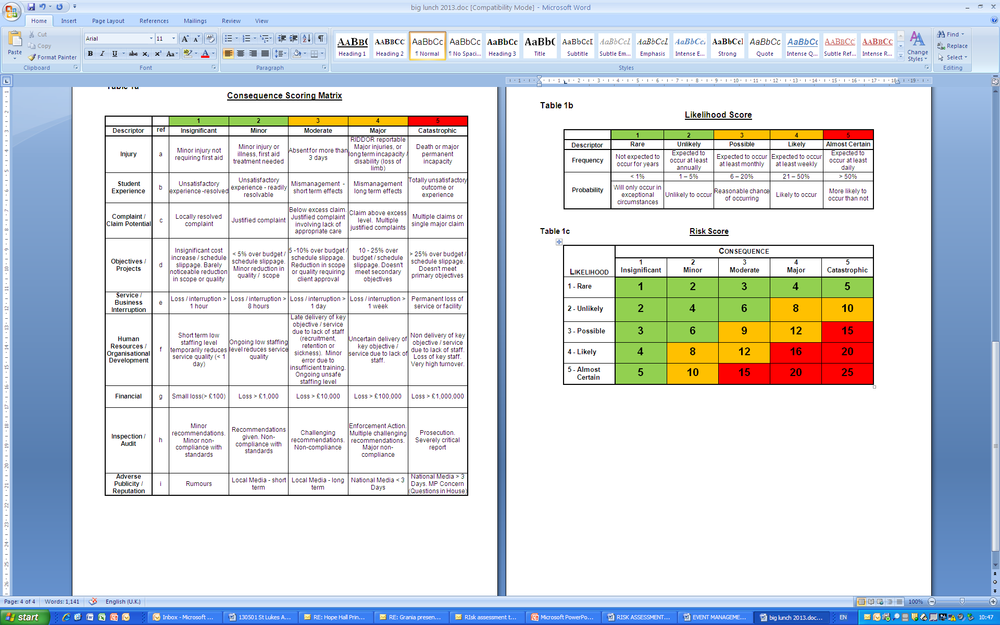 big lunch 2013.doc [Compatibility Mode] - Microsoft Word
Home Insert Page Layout References Mailings Review View
Paste
Cut
Copy
Format Painter
Clipboard
Arial 11
Font
Paragraph
AaBbC AaBbCc AaBbCc AaBbCc AaBbCc AaBbC AaBbCcI AaBbCcI AaBbCcL AaBbCcL AaBbCcI AaBbCc AaBbCc AaBbCc AaBbCc
Heading 1 Heading 2 ¶ Normal ¶ No Spaci... Heading 3 Title Subtitle Subtle Em... Emphasis Intense E... Strong Quote Intense Q... Subtle Ref... Intense R...
Change Styles
Styles
Find
Replace
Select
Editing
Table 1a
Consequence Scoring Matrix
1 2 3 4 5
Descriptor ref Insignificant Minor Moderate Major Catastrophic
Injury a
Minor injury not
requiring first aid
Minor injury or
illness, first aid
treatment needed
Absent for more than
3 days
RIDDOR reportable
Major injuries, or
long term incapacity /
disability (loss of
limb)
Death or major
permanent
incapacity
Student
Experience
b
Unsatisfactory
experience -resolved
Unsatisfactory
experience - readily
resolvable
Mismanagement -
short term effects
Mismanagement
long term effects
Totally unsatisfactory
outcome or
experience
Complaint /
Claim Potential
c
Locally resolved
complaint
Justified complaint
Below excess claim.
Justified complaint
involving lack of
appropriate care
Claim above excess
level. Multiple
justified complaints
Multiple claims or
single major claim
Objectives /
Projects
d
Insignificant cost
increase / schedule
slippage. Barely
noticeable reduction
in scope or quality
< 5% over budget /
schedule slippage.
Minor reduction in
quality / scope
5 -10% over budget /
schedule slippage.
Reduction in scope
or quality requiring
client approval
10 - 25% over
budget / schedule
slippage. Doesn't
meet secondary
objectives
> 25% over budget /
schedule slippage.
Doesn't meet
primary objectives
Service /
Business
Interruption
e
Loss / interruption >
1 hour
Loss / interruption >
8 hours
Loss / interruption >
1 day
Loss / interruption >
1 week
Permanent loss of
service or facility
Human
Resources /
Organisational
Development
f
Short term low
staffing level
temporarily reduces
service quality (< 1
day)
Ongoing low staffing
level reduces service
quality
Late delivery of key
objective / service
due to lack of staff
(recruitment,
retention or
sickness). Minor
error due to
insufficient training.
Ongoing unsafe
staffing level
Uncertain delivery of
key objective /
service due to lack of
staff.
Non delivery of key
objective / service
due to lack of staff.
Loss of key staff.
Very high turnover.
Financial g Small loss(> £100) Loss > £1,000 Loss > £10,000 Loss > £100,000 Loss > £1,000,000
Inspection /
Audit
h
Minor
recommendations.
Minor non-
compliance with
standards
Recommendations
given. Non-
compliance with
standards
Challenging
recommendations.
Non-compliance
Enforcement Action.
Multiple challenging
recommendations.
Major non-
compliance
Prosecution.
Severely critical
report
Adverse
Publicity /
Reputation
i
Rumours
Local Media - short
term
Local Media - long
term
National Media < 3
Days
National Media > 3
Days. MP Concern
(Questions in House)
Table 1b
Likelihood Score
1 2 3 4 5
Descriptor Rare Unlikely Possible Likely Almost Certain
Frequency
Not expected to
occur for years
Expected to
occur at least
annually
Expected to occur
at least monthly
Expected to occur
at least weekly
Expected to
occur at least
daily
Probability
< 1% 1 – 5% 6 – 20% 21 – 50% > 50%
Will only occur in
exceptional
circumstances
Unlikely to occur
Reasonable chance
of occurring
Likely to occur
More likely to
occur than not
Table 1c
Risk Score
LIKELIHOOD
CONSEQUENCE
1 2 3 4 5
Insignificant Minor Moderate Major Catastrophic
1 - Rare 1 2 3 4 5
2 - Unlikely 2 4 6 8 10
3 - Possible 3 6 9 12 15
4 - Likely 4 8 12 16 20
5 - Almost
Certain
5 10 15 20 25
Page: 4 of 4 Words: 1,141 English (U.K.) 100%
start Inbox - Microsoft ... 130501 St Lukes A... RE: Hope Hall Prin... RE: Grania presen... RIsk assessment t... Microsoft PowerPo... RISK ASSESSMENT... EVENT MANAGEME... big lunch 2013.doc... EN 10:47